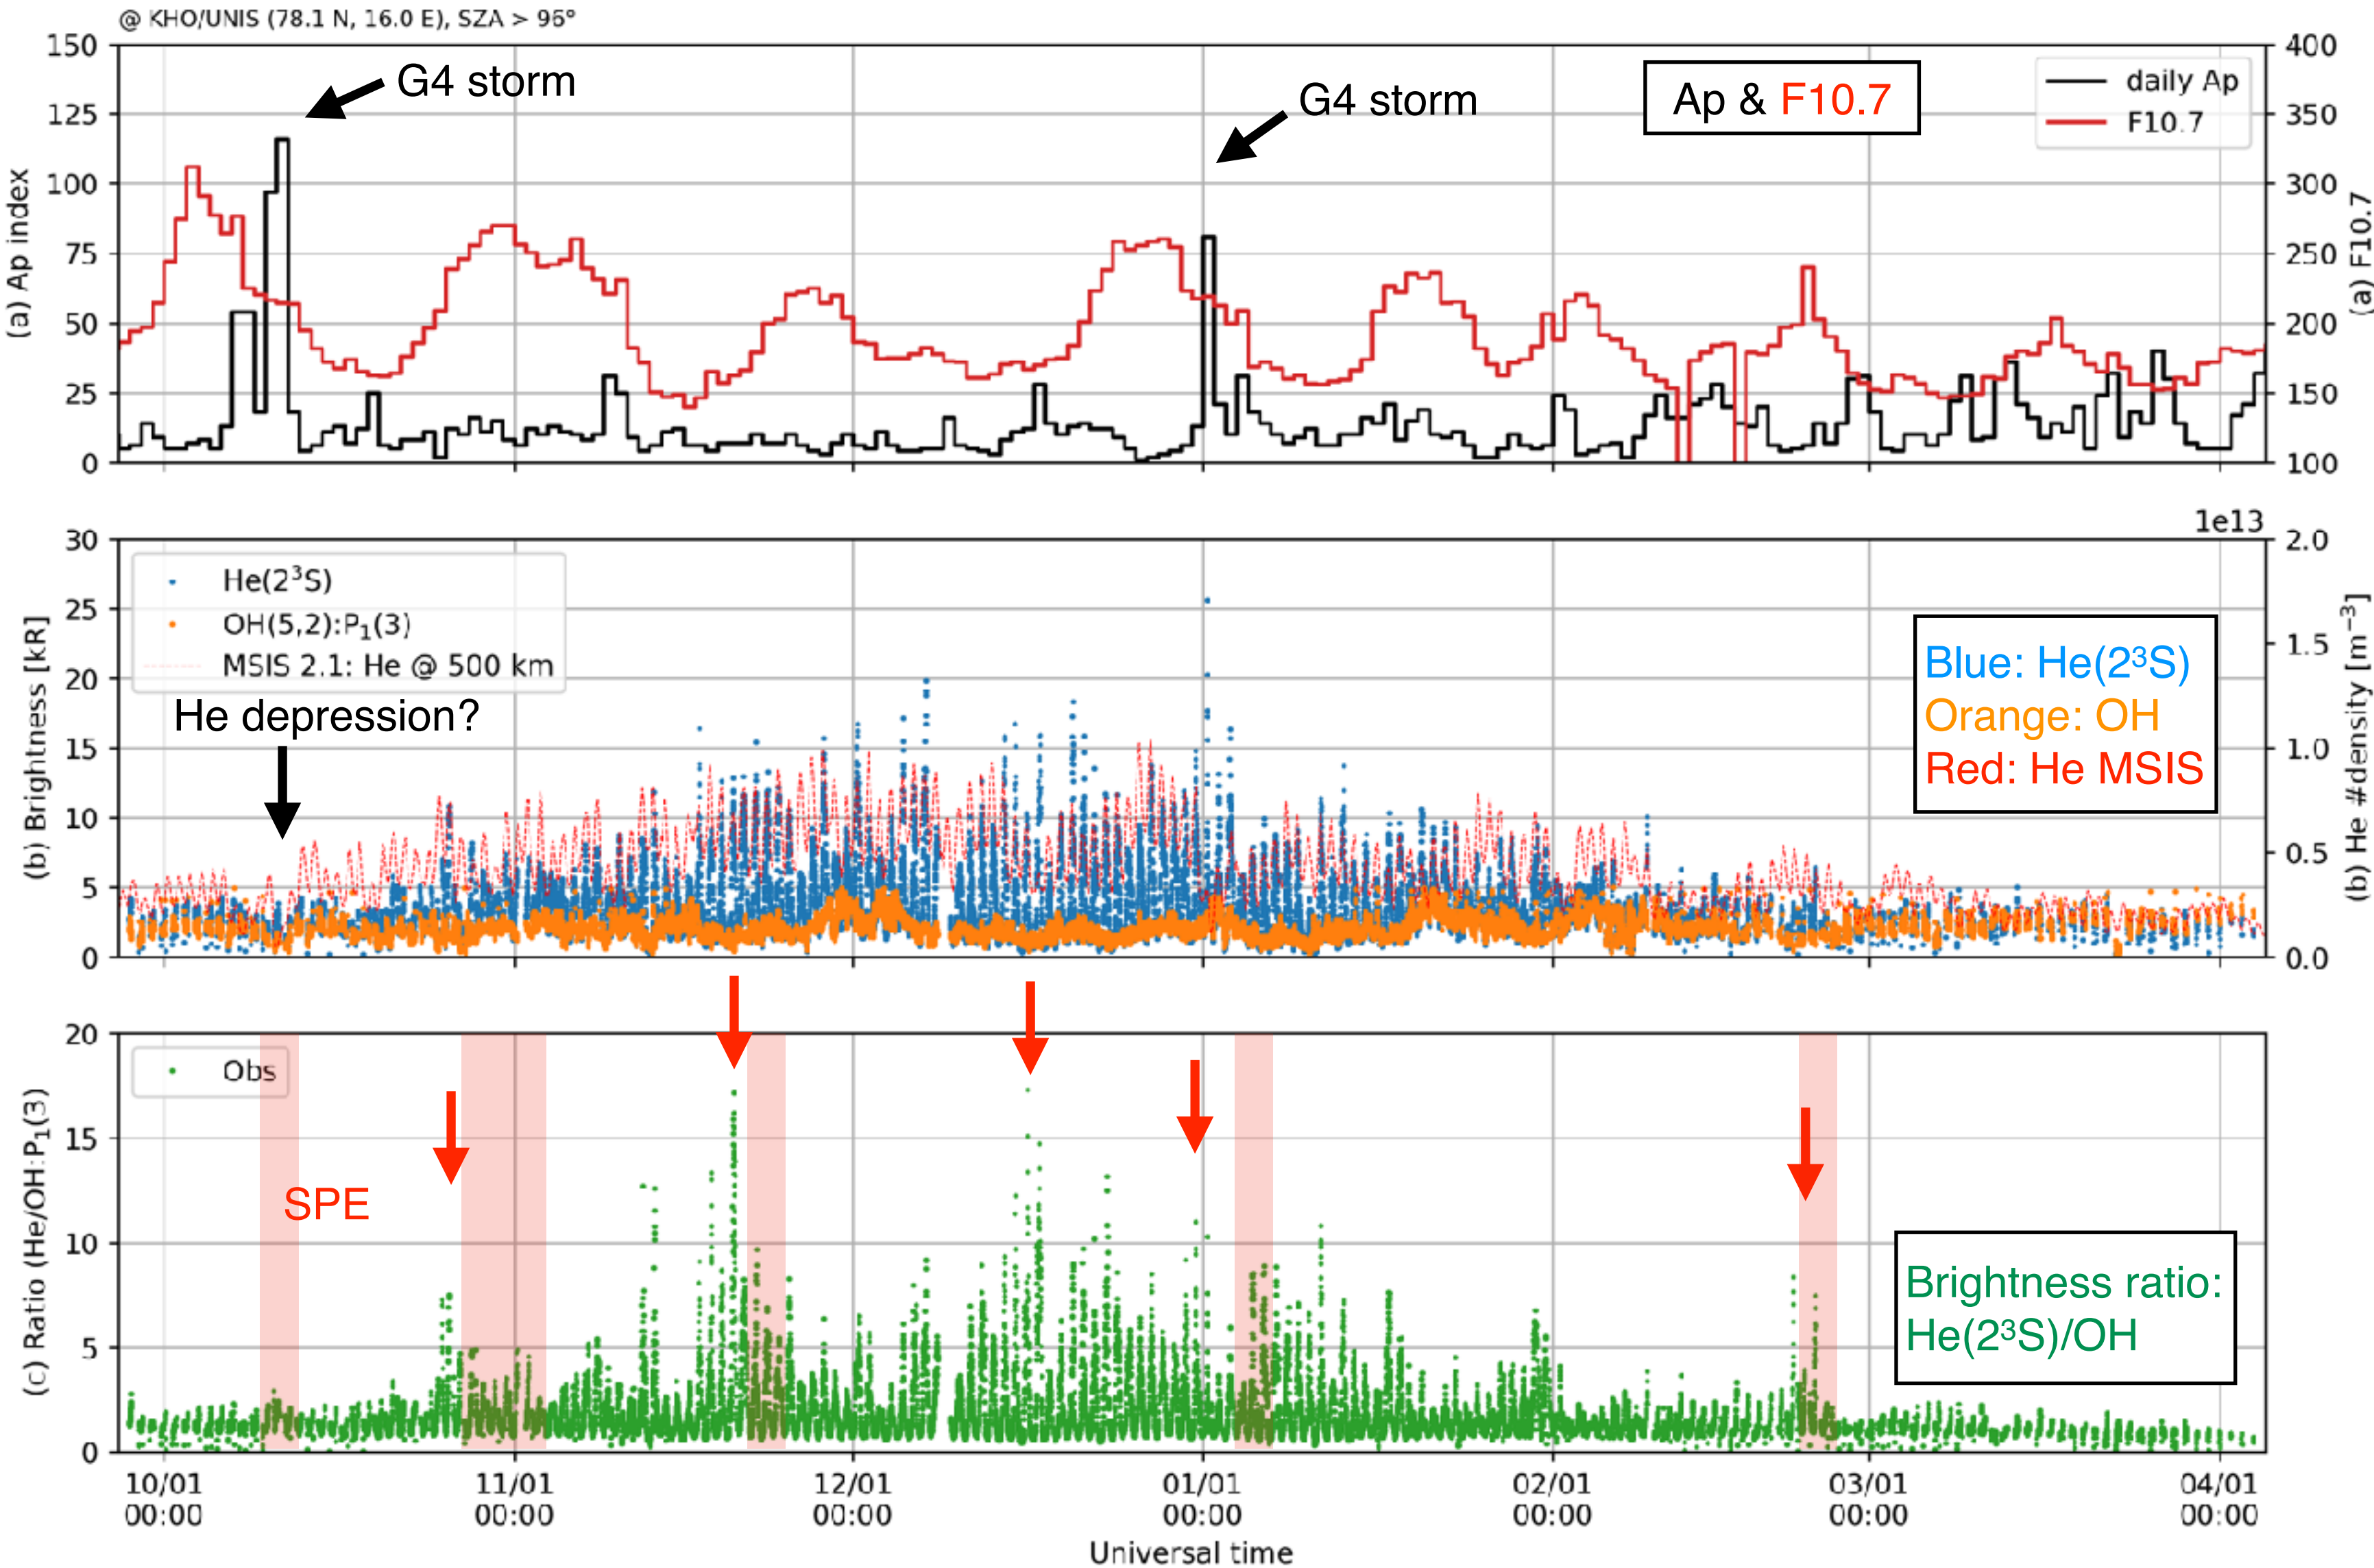 @ KHO/UNIS (78.1 N, 16.0 E), SZA > 96°
150
125
100
75
50
25
0
(a) Ap index
G4 storm
G4 storm
Ap & F10.7
daily Ap
F10.7
400
350
300
250
200
150
100
(a) F10.7
1e13
30
25
20
15
10
5
0
(b) Brightness [kR]
He(2³S)
OH(5,2):P₁(3)
MSIS 2.1: He @ 500 km
He depression?
Blue: He(2³S)
Orange: OH
Red: He MSIS
2.0
1.5
1.0
0.5
0.0
(b) He #density [m⁻³]
20
15
10
5
0
(c) Ratio (He/OH:P₁(3)
Obs
SPE
Brightness ratio:
He(2³S)/OH
10/01 11/01 12/01 01/01 02/01 03/01 04/01
00:00 00:00 00:00 00:00 00:00 00:00 00:00
Universal time